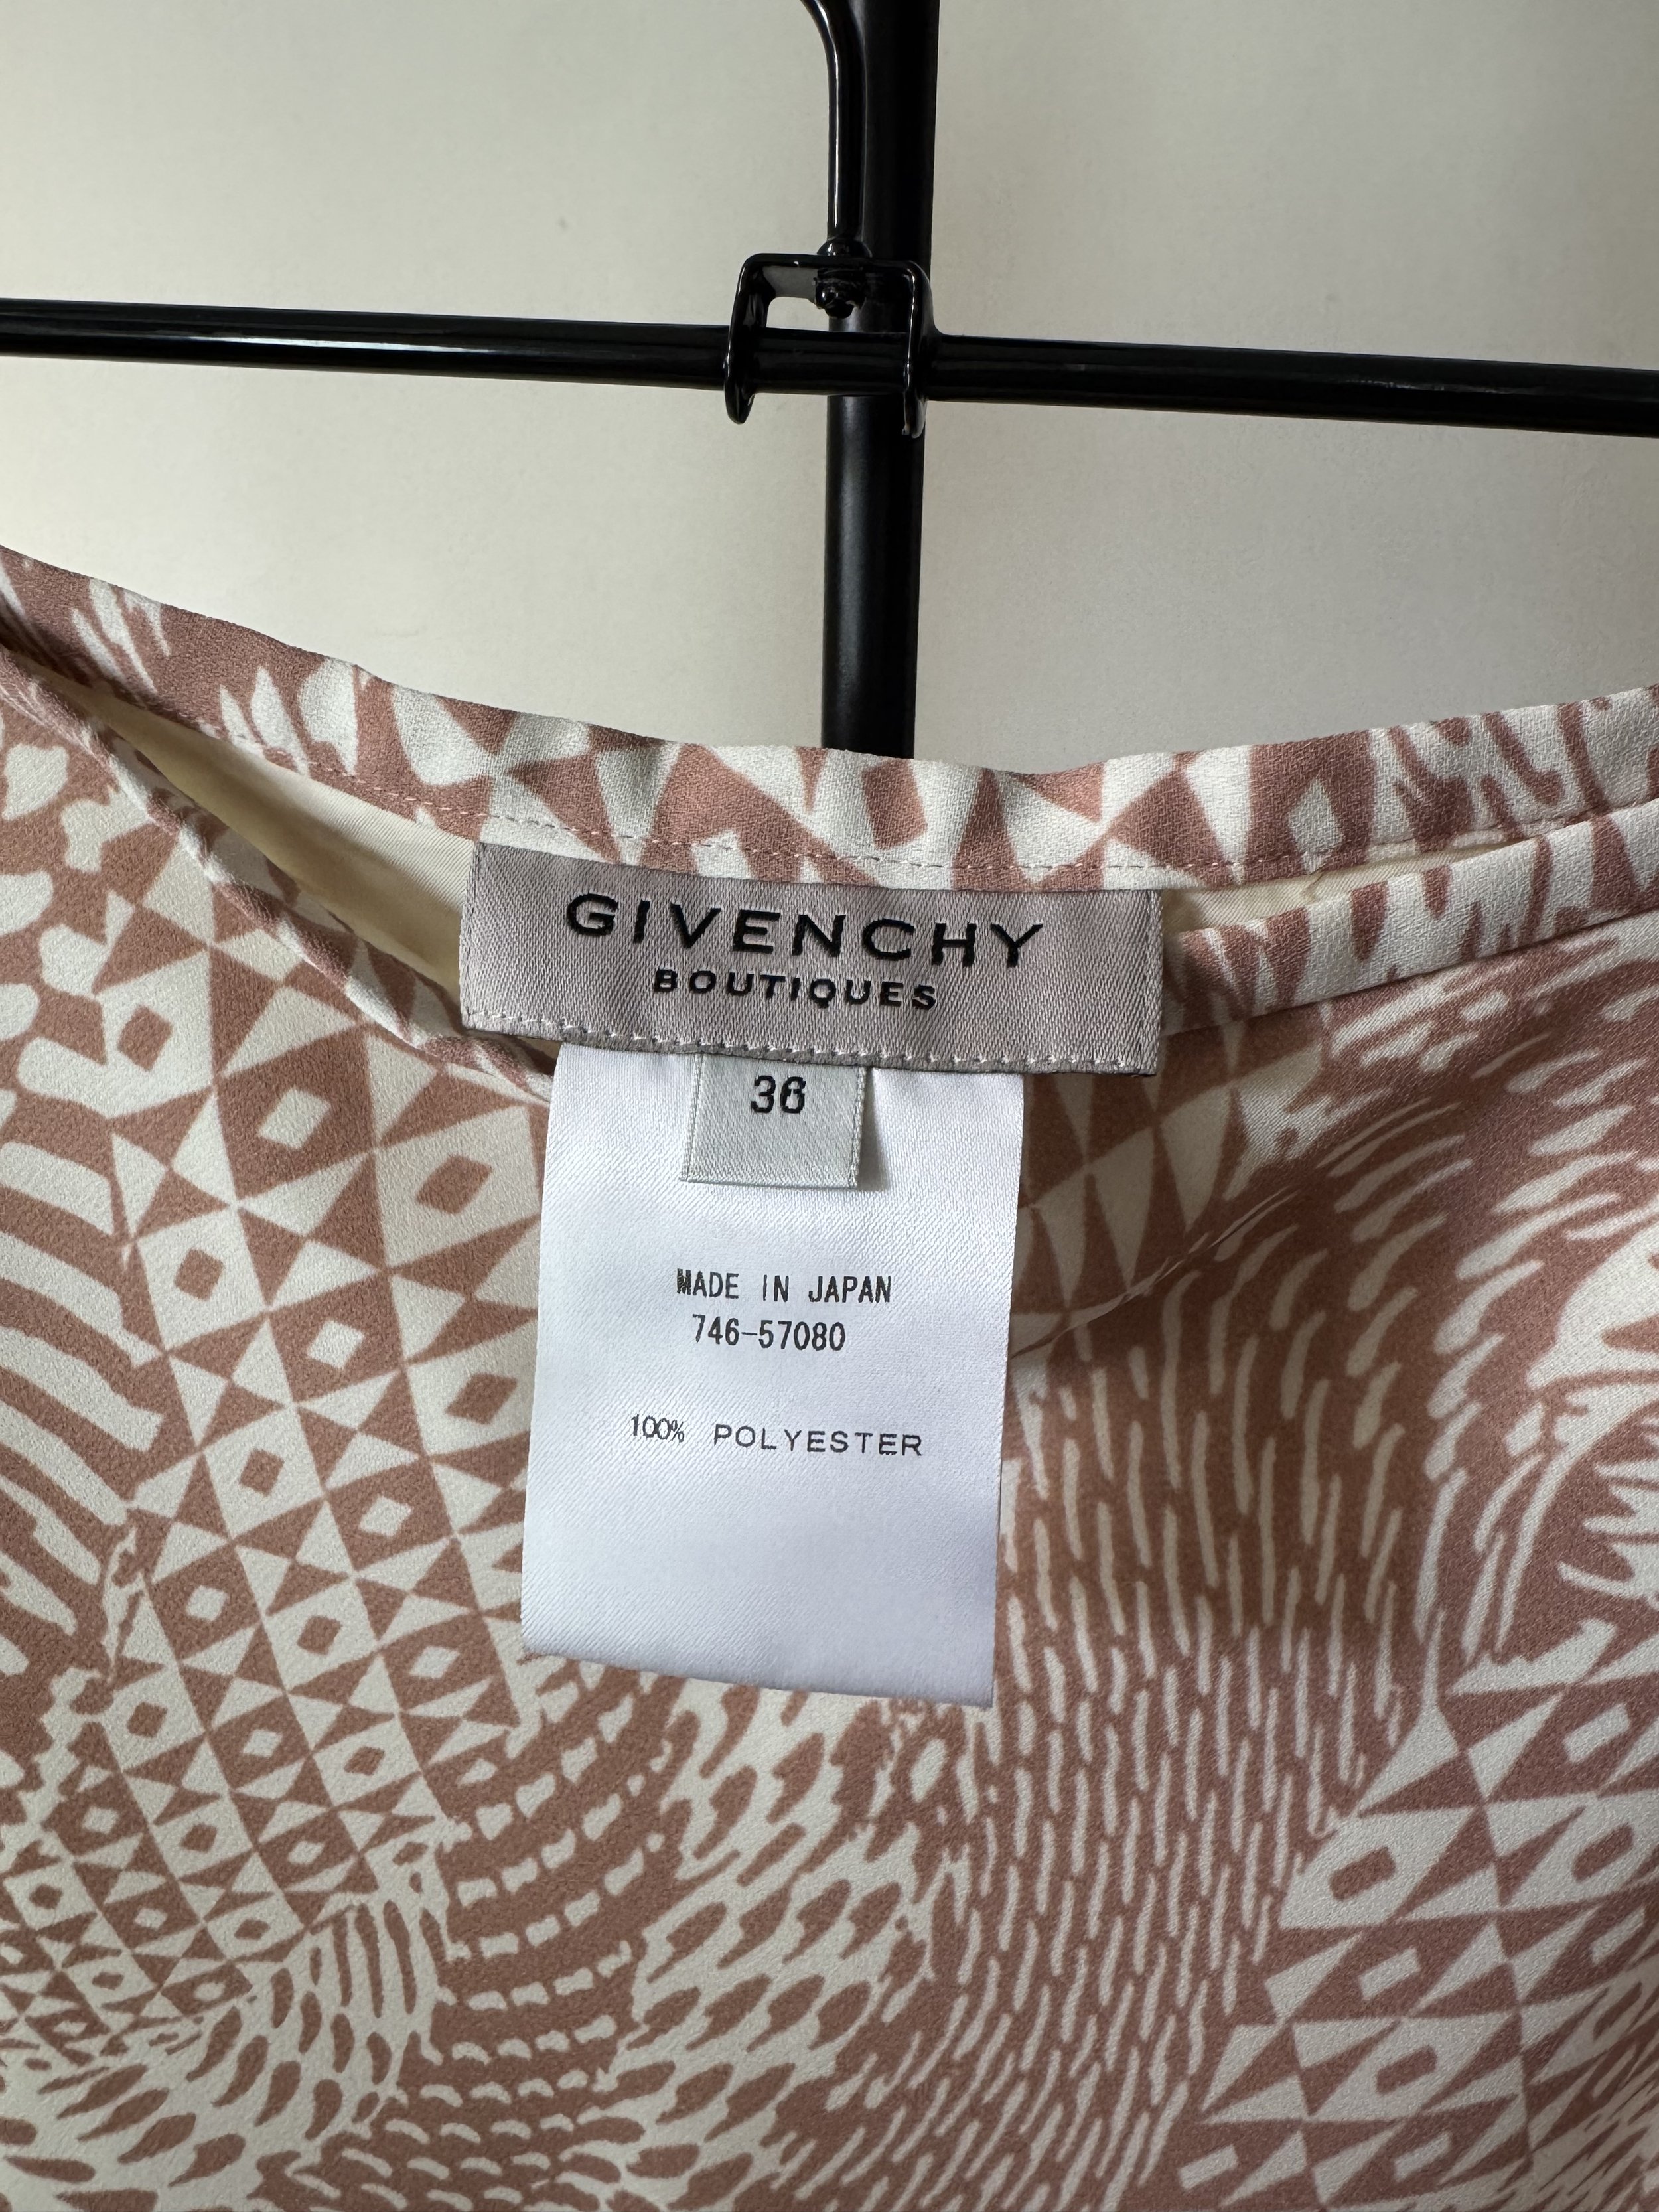 GIVENCHY
BOUTIQUES
36
MADE IN JAPAN
746-57080
100% POLYESTER